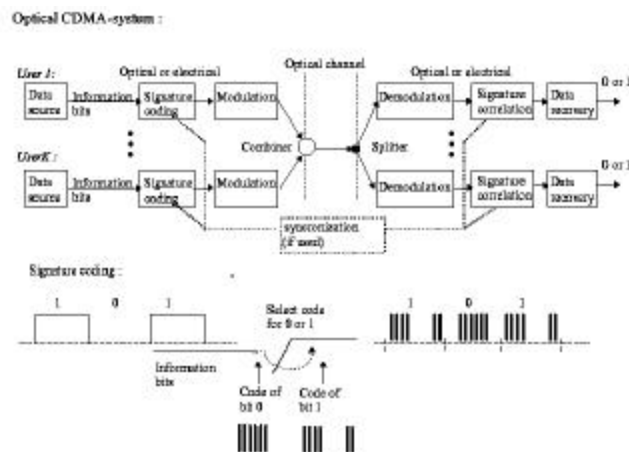 Optical CDMA-system :
User 1:
Optical or electrical
Optical channel
Optical or electrical
0 or 1
Data source
Information bits
Signature coding
Modulation
Demodulation
Signature correlation
Data recovery
Combiner
Splitter
UserK :
0 or 1
Data source
Information bits
Signature coding
Modulation
Demodulation
Signature correlation
Data recovery
syncronization
(if used)
Signature coding :
1 0 1
Select code
for 0 or 1
1 0 1
Information
bits
Code of
bit 0
Code of
bit 1